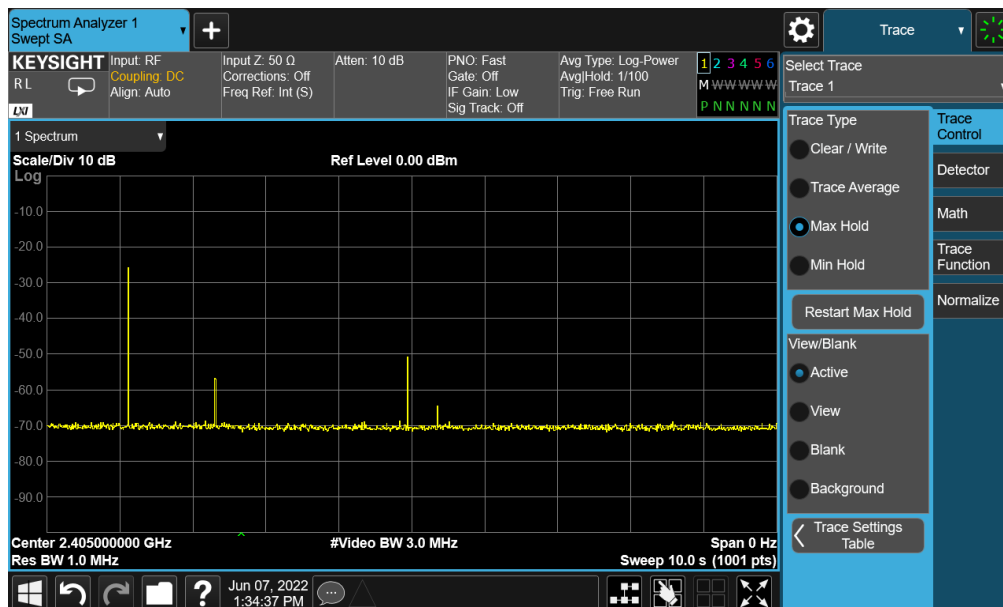 Spectrum Analyzer 1
Swept SA
+
Trace
KEYSIGHT
R L
LXI
Input: RF
Coupling: DC
Align: Auto
Input Z: 50 Ω
Corrections: Off
Freq Ref: Int (S)
Atten: 10 dB
PNO: Fast
Gate: Off
IF Gain: Low
Sig Track: Off
Avg Type: Log-Power
Avg|Hold: 1/100
Trig: Free Run
1 2 3 4 5 6
M W W W W W
P N N N N N
Select Trace
Trace 1
1 Spectrum
Scale/Div 10 dB
Ref Level 0.00 dBm
Log
-10.0
-20.0
-30.0
-40.0
-50.0
-60.0
-70.0
-80.0
-90.0
Center 2.405000000 GHz
#Video BW 3.0 MHz
Span 0 Hz
Res BW 1.0 MHz
Sweep 10.0 s (1001 pts)
Trace Type
Clear / Write
Trace Average
Max Hold
Min Hold
Restart Max Hold
View/Blank
Active
View
Blank
Background
Trace Settings
Table
Trace
Control
Detector
Math
Trace
Function
Normalize
?
Jun 07, 2022
1:34:37 PM